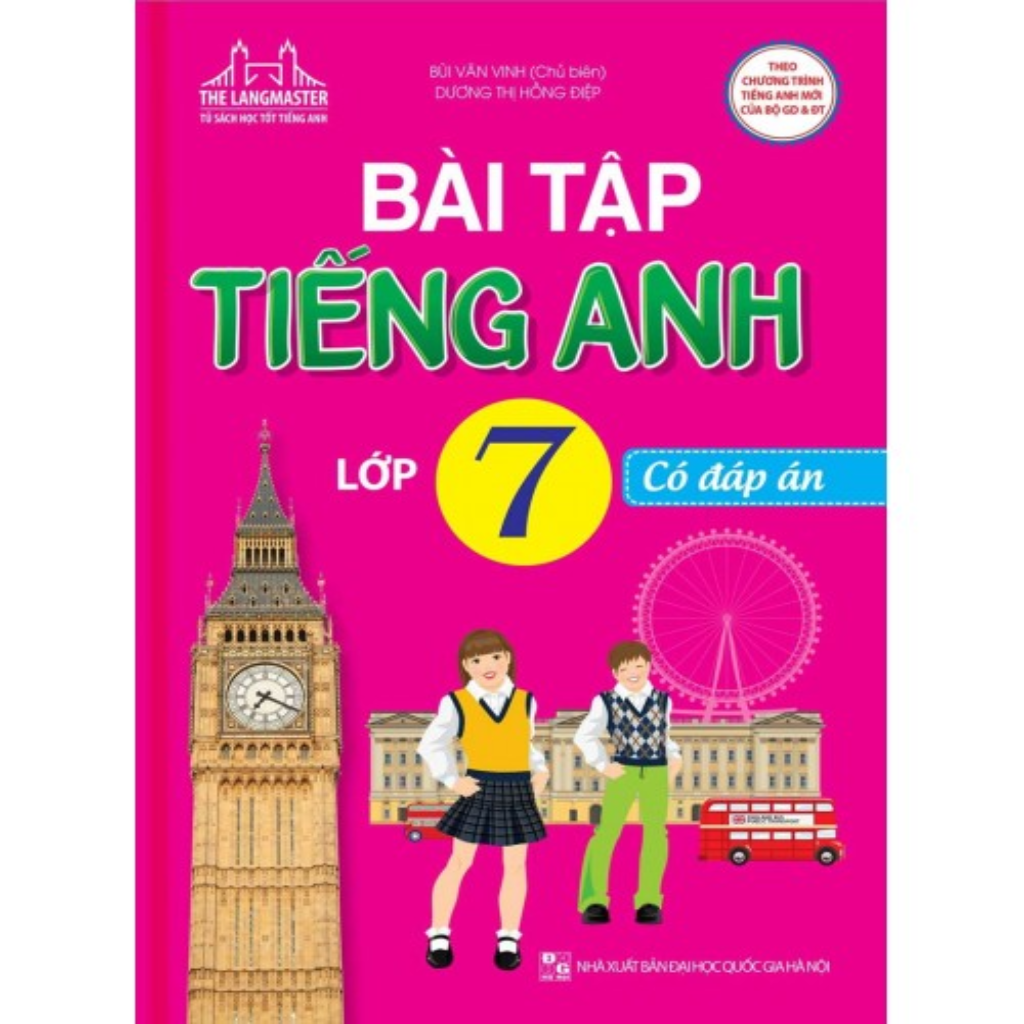 THE LANGMASTER
TỦ SÁCH HỌC TỐT TIẾNG ANH
BÙI VĂN VINH (Chủ biên)
DƯƠNG THỊ HỒNG ĐIỆP
THEO
CHƯƠNG TRÌNH
TIẾNG ANH MỚI
CỦA BỘ GD & ĐT
BÀI TẬP
TIẾNG ANH
LỚP 7
Có đáp án
NHÀ XUẤT BẢN ĐẠI HỌC QUỐC GIA HÀ NỘI